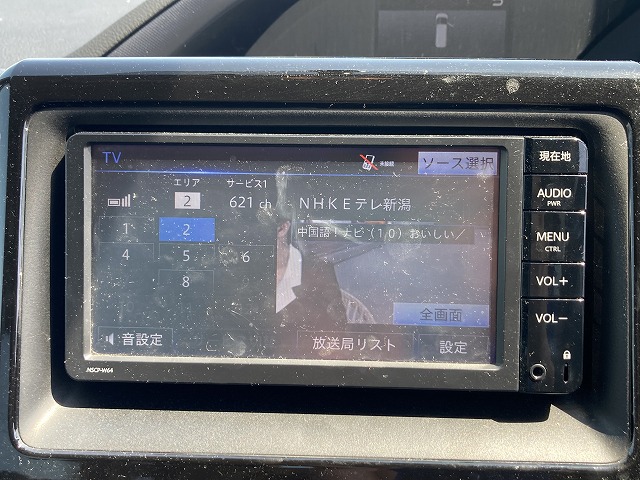 TV
未接続
ソース選択
エリア
サービス1
2
621 ch
NHKEテレ新潟
1
2
中国語!ナビ(10)おいしい/
4
5
6
8
全画面
音設定
放送局リスト
設定
NSCP-W64
現在地
AUDIO
PWR
MENU
CTRL
VOL+
VOL−